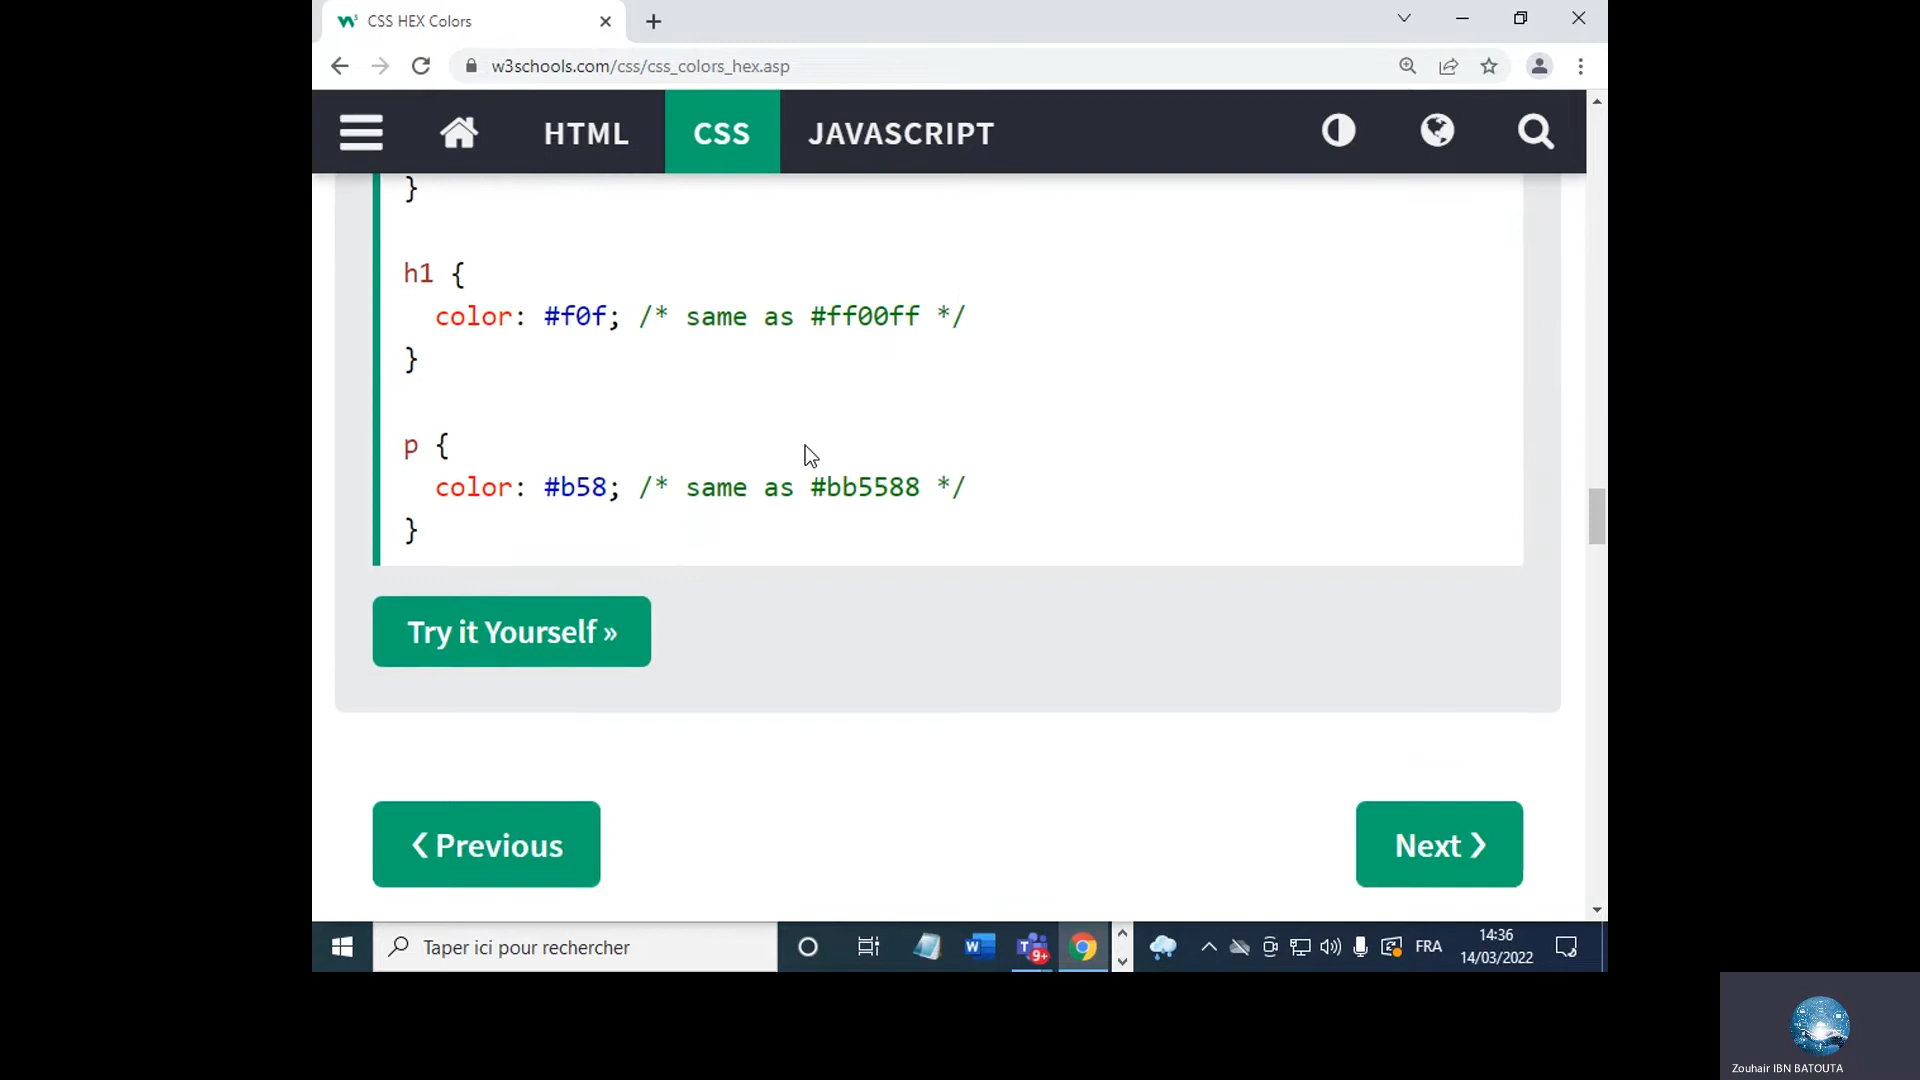 CSS HEX Colors
w3schools.com/css/css_colors_hex.asp
HTML CSS JAVASCRIPT
}
h1 {
color: #f0f; /* same as #ff00ff */
}
p {
color: #b58; /* same as #bb5588 */
}
Try it Yourself »
❮ Previous
Next ❯
Taper ici pour rechercher
9+
FRA
14:36
14/03/2022
Zouhair IBN BATOUTA